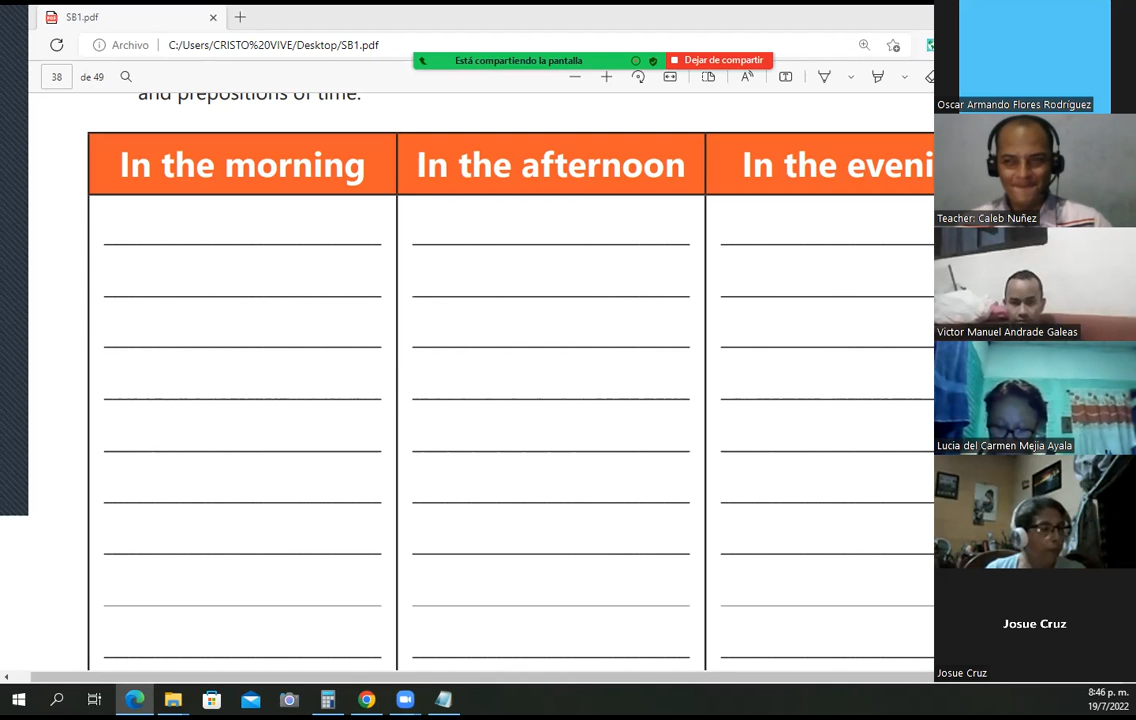 SB1.pdf
Archivo C:/Users/CRISTO%20VIVE/Desktop/SB1.pdf
Está compartiendo la pantalla
Dejar de compartir
38 de 49
and prepositions of time.
In the morning In the afternoon In the eveni
Oscar Armando Flores Rodríguez
Teacher: Caleb Nuñez
Victor Manuel Andrade Galeas
Lucia del Carmen Mejia Ayala
Josue Cruz
Josue Cruz
8:46 p. m.
19/7/2022